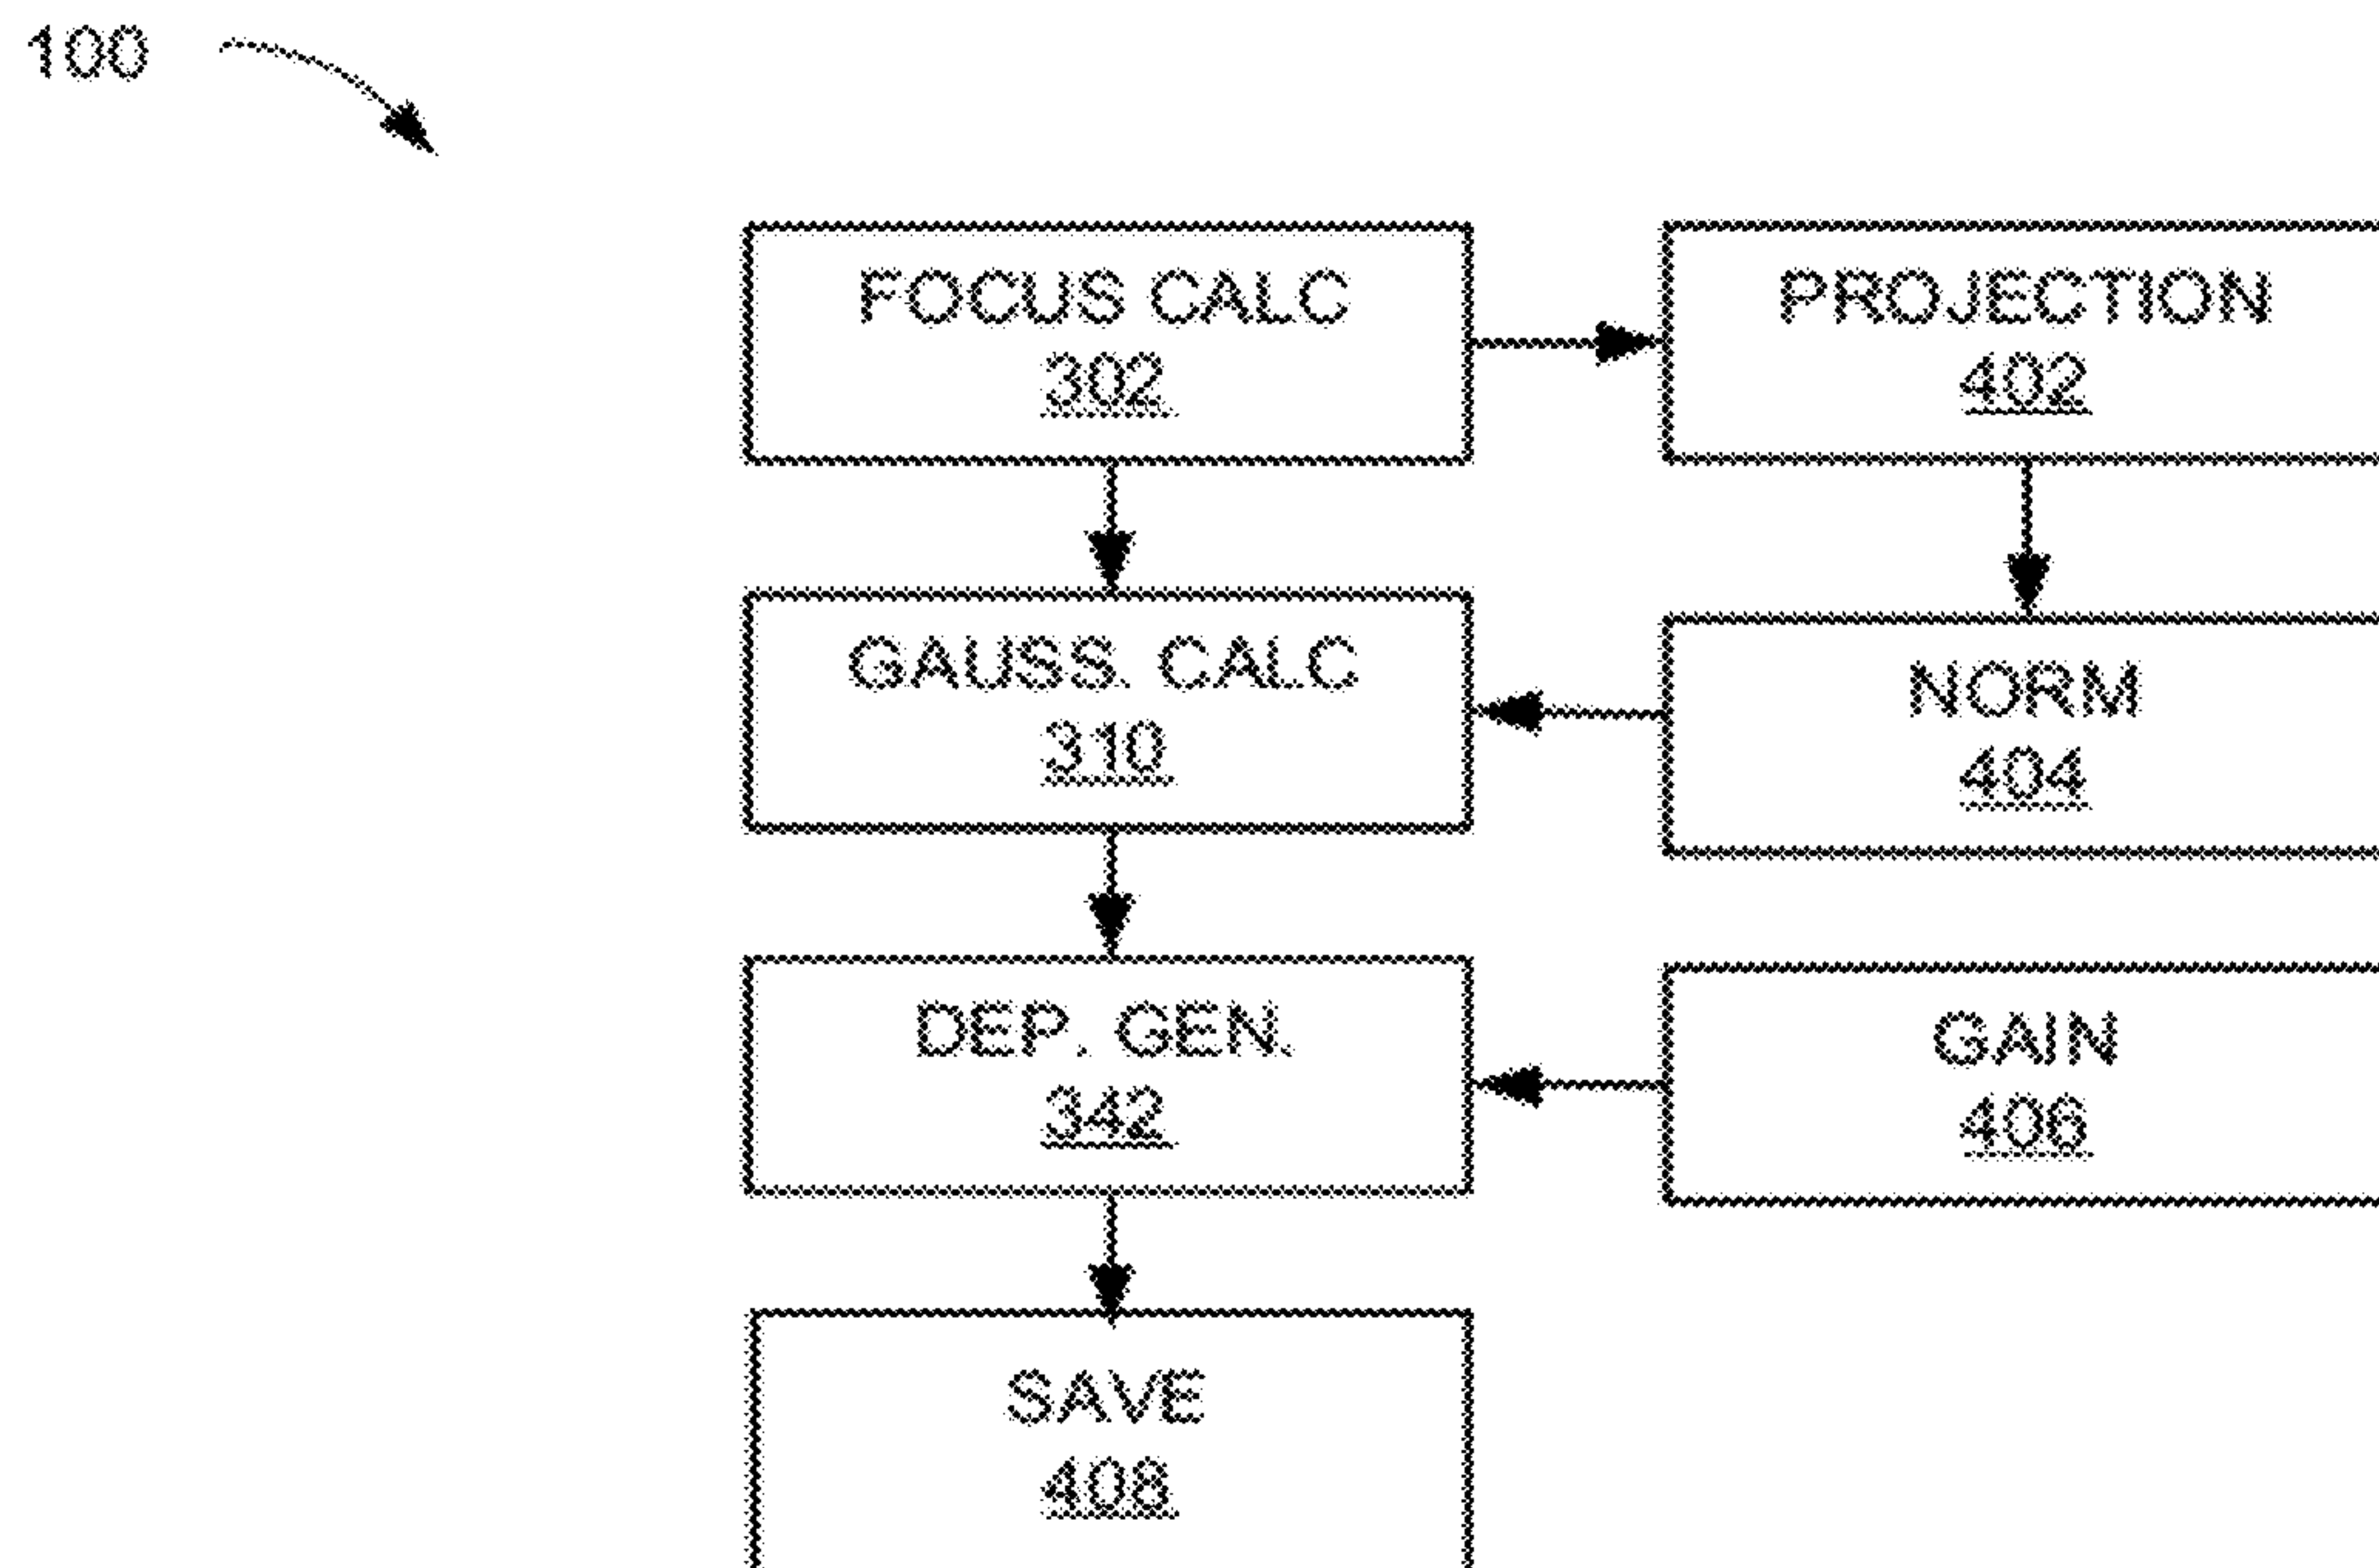 100
FOCUS CALC
302
PROJECTION
402
GAUSS. CALC
310
NORM
404
DEP. GEN.
342
GAIN
406
SAVE
408